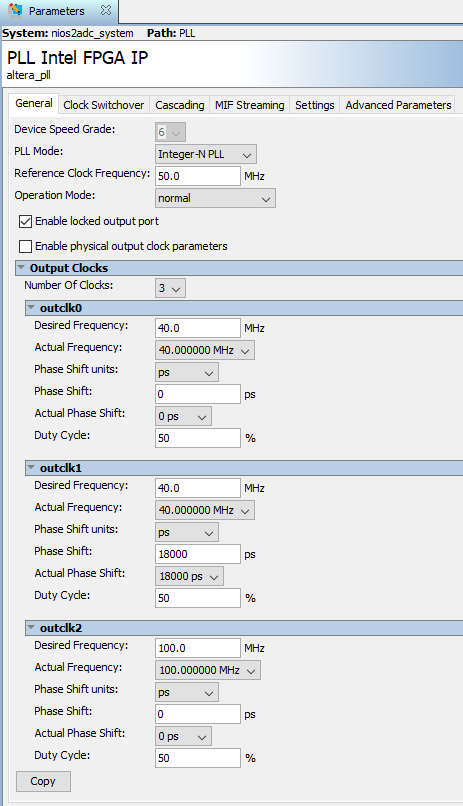 Parameters
System: nios2adc_system Path: PLL
PLL Intel FPGA IP
altera_pll
General Clock Switchover Cascading MIF Streaming Settings Advanced Parameters
Device Speed Grade: 6
PLL Mode: Integer-N PLL
Reference Clock Frequency: 50.0 MHz
Operation Mode: normal
Enable locked output port
Enable physical output clock parameters
Output Clocks
Number Of Clocks: 3
outclk0
Desired Frequency: 40.0 MHz
Actual Frequency: 40.000000 MHz
Phase Shift units: ps
Phase Shift: 0 ps
Actual Phase Shift: 0 ps
Duty Cycle: 50 %
outclk1
Desired Frequency: 40.0 MHz
Actual Frequency: 40.000000 MHz
Phase Shift units: ps
Phase Shift: 18000 ps
Actual Phase Shift: 18000 ps
Duty Cycle: 50 %
outclk2
Desired Frequency: 100.0 MHz
Actual Frequency: 100.000000 MHz
Phase Shift units: ps
Phase Shift: 0 ps
Actual Phase Shift: 0 ps
Duty Cycle: 50 %
Copy